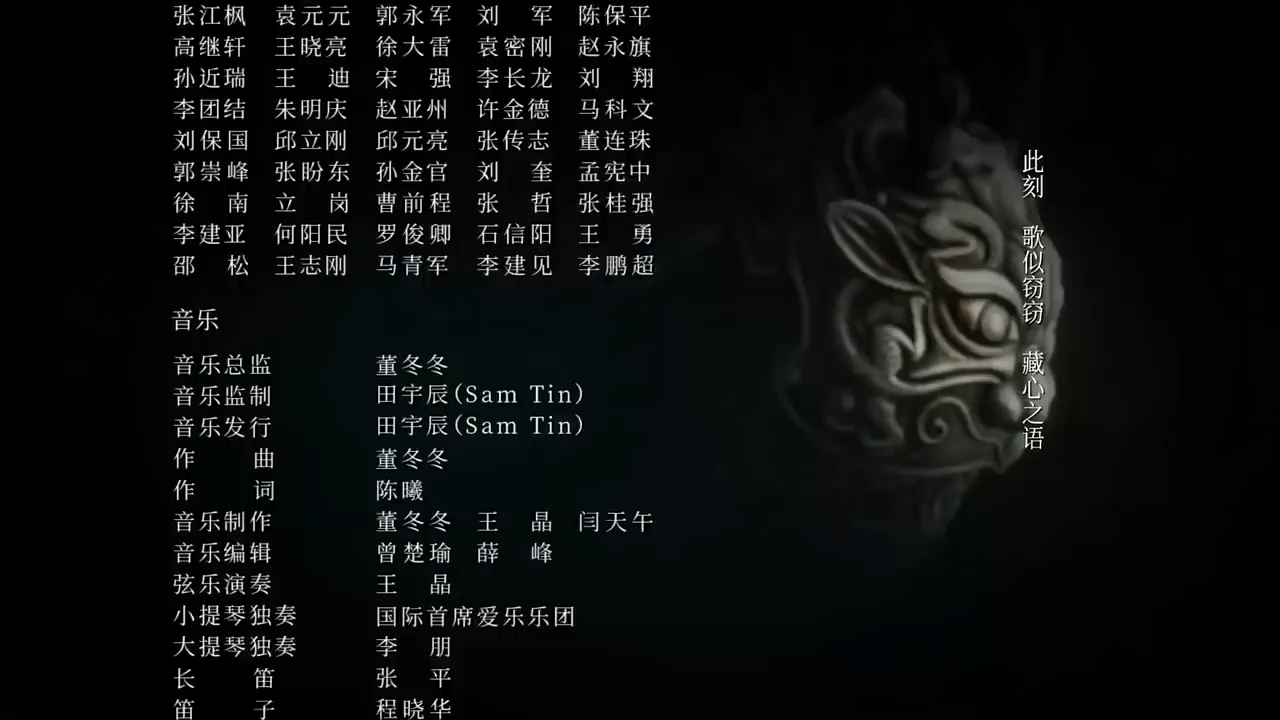 张江枫 袁元元 郭永军 刘 军 陈保平
高继轩 王晓亮 徐大雷 袁密刚 赵永旗
孙近瑞 王 迪 宋 强 李长龙 刘 翔
李团结 朱明庆 赵亚州 许金德 马科文
刘保国 邱立刚 邱元亮 张传志 董连珠
郭崇峰 张盼东 孙金官 刘 奎 孟宪中
徐 南 立 岗 曹前程 张 哲 张桂强
李建亚 何阳民 罗俊卿 石信阳 王 勇
邵 松 王志刚 马青军 李建见 李鹏超
音乐
音乐总监 董冬冬
音乐监制 田宇辰(Sam Tin)
音乐发行 田宇辰(Sam Tin)
作 曲 董冬冬
作 词 陈曦
音乐制作 董冬冬 王 晶 闫天午
音乐编辑 曾楚瑜 薛 峰
弦乐演奏 王 晶
小提琴独奏 国际首席爱乐乐团
大提琴独奏 李 朋
长 笛 张 平
笛 子 程晓华
此刻 歌似窃窃 藏心之语